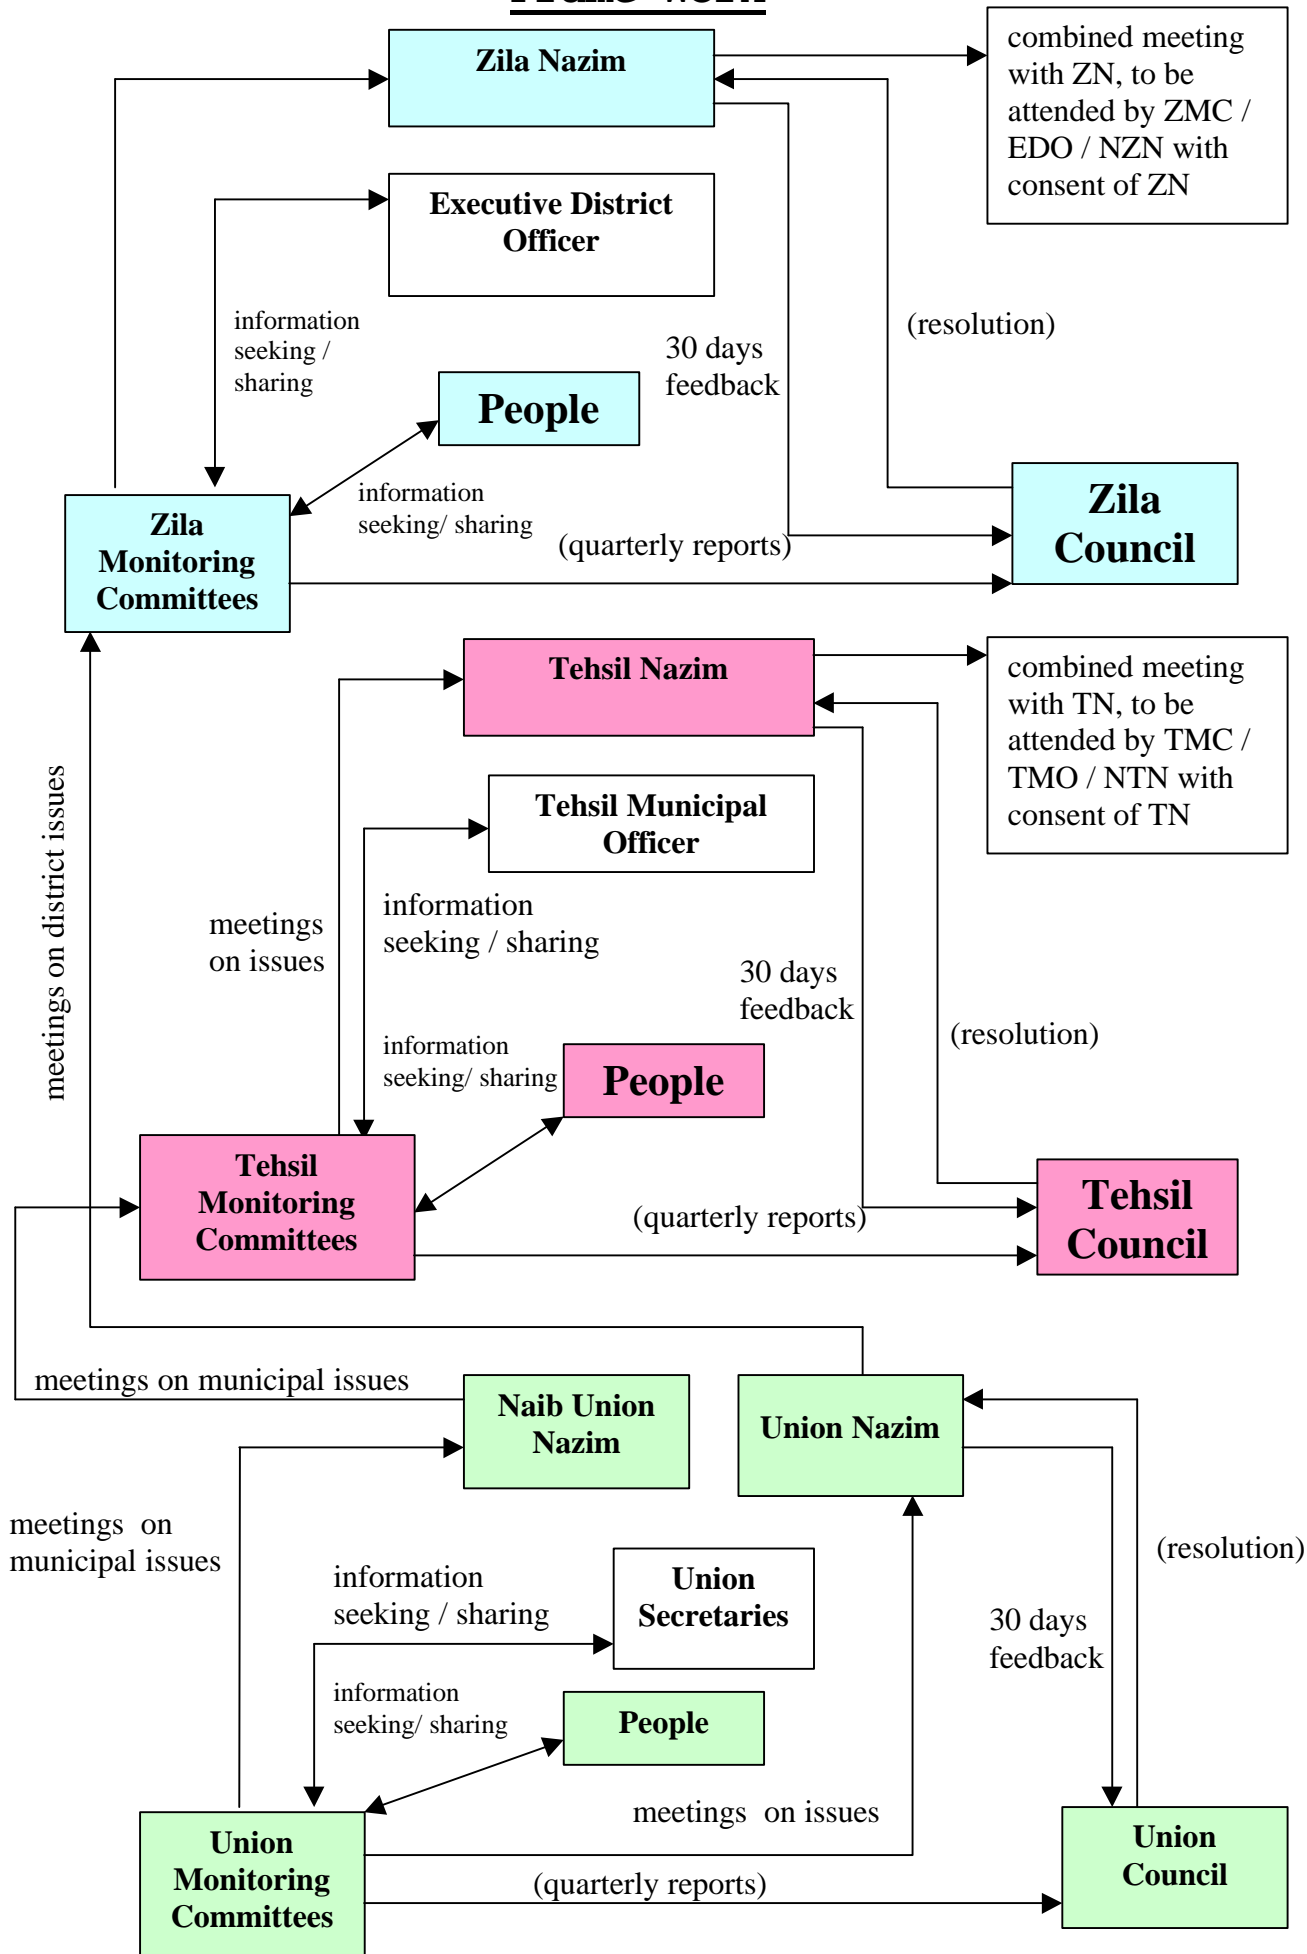 Zila Nazim
combined meeting
with ZN, to be
attended by ZMC /
EDO / NZN with
consent of ZN
Executive District
Officer
information
seeking /
sharing
(resolution)
30 days
feedback
People
information
seeking/ sharing
Zila
Monitoring
Committees
(quarterly reports)
Zila
Council
Tehsil Nazim
combined meeting
with TN, to be
attended by TMC /
TMO / NTN with
consent of TN
meetings on district issues
Tehsil Municipal
Officer
meetings
on issues
information
seeking / sharing
30 days
feedback
(resolution)
information
seeking/ sharing
People
Tehsil
Monitoring
Committees
(quarterly reports)
Tehsil
Council
meetings on municipal issues
Naib Union
Nazim
Union Nazim
meetings  on
municipal issues
(resolution)
information
seeking / sharing
Union
Secretaries
30 days
feedback
information
seeking/ sharing
People
meetings  on issues
Union
Monitoring
Committees
(quarterly reports)
Union
Council